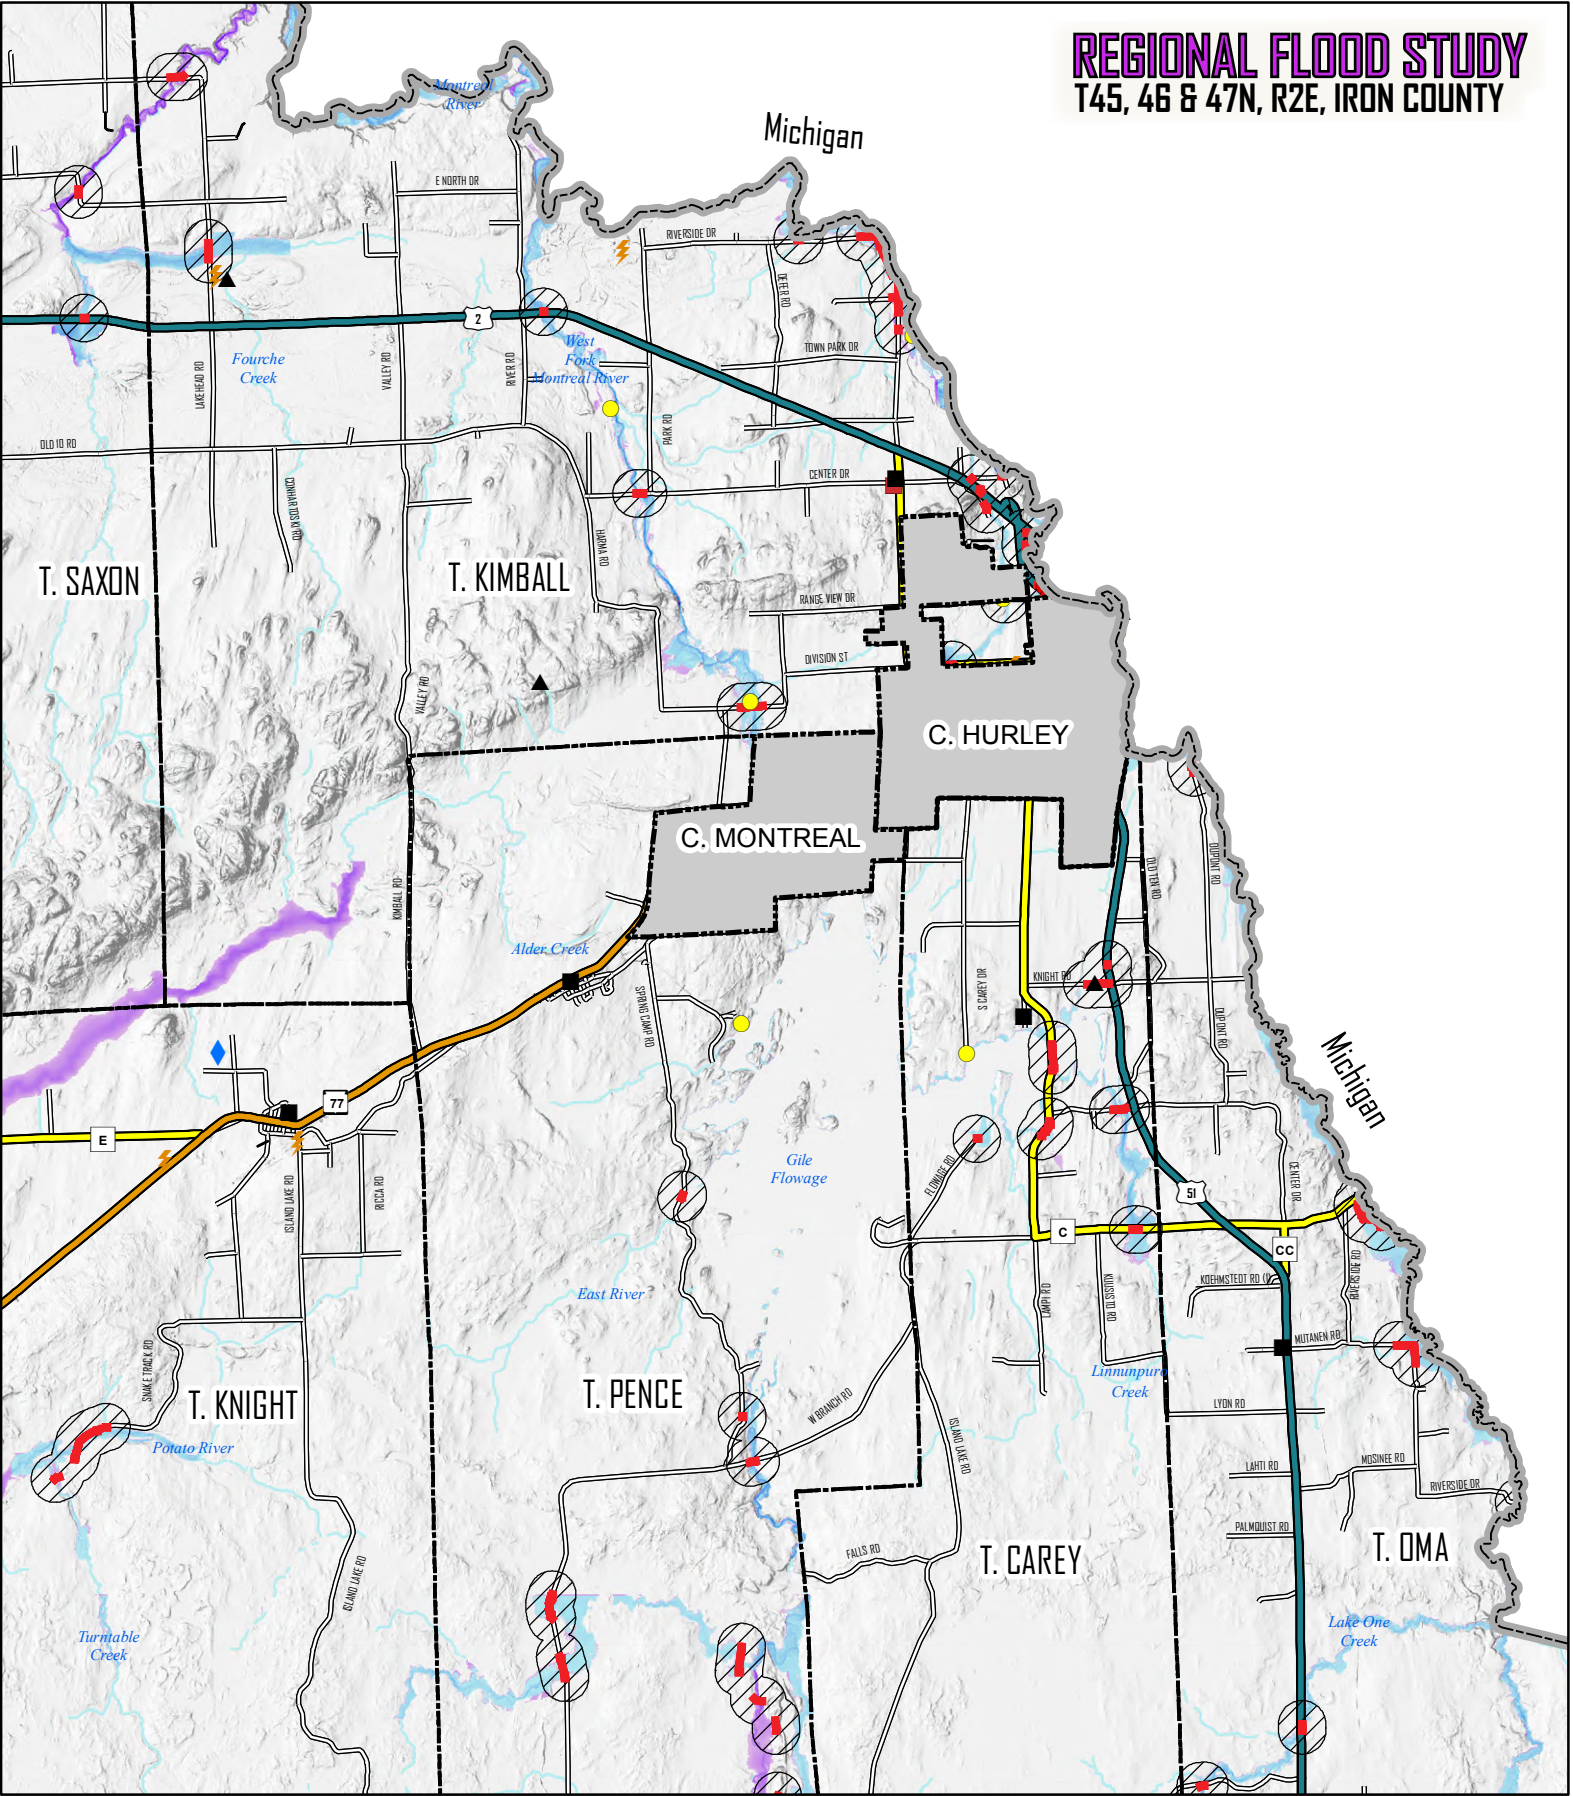 REGIONAL FLOOD STUDY
T45, 46 & 47N, R2E, IRON COUNTY
Montreal
River
Michigan
E NORTH DR
RIVERSIDE DR
DETER RD
2
TOWN PARK DR
West
Fork
Montreal River
Fourche
Creek
LAKEHEAD RD
VALLEY RD
RIVER RD
PARK RD
OLD 10 RD
CENTER DR
HARMA RD
T. SAXON
T. KIMBALL
RANGE VIEW DR
DIVISION ST
VALLEY RD
C. HURLEY
C. MONTREAL
DUPONT RD
OLD TEN RD
KIMBALL RD
Alder Creek
S CAREY DR
KNIGHT RD
SPRING CAMP RD
DUPONT RD
Michigan
77
E
Gile
Flowage
FLOWAGE RD
ISLAND LAKE RD
RICCA RD
CENTER DR
51
C
CC
East River
KOEHMSTEDT RD
RIVERSIDE RD
LAMPI RD
MUTANEN RD
SNAKE TRACK RD
Creek
T. KNIGHT
T. PENCE
W BRANCH RD
LYON RD
ISLAND LAKE RD
Potato River
LAHTI RD
MOSINEE RD
RIVERSIDE DR
PALMQUIST RD
FALLS RD
T. CAREY
T. OMA
ISLAND LAKE RD
Turntable
Creek
Lake One
Creek